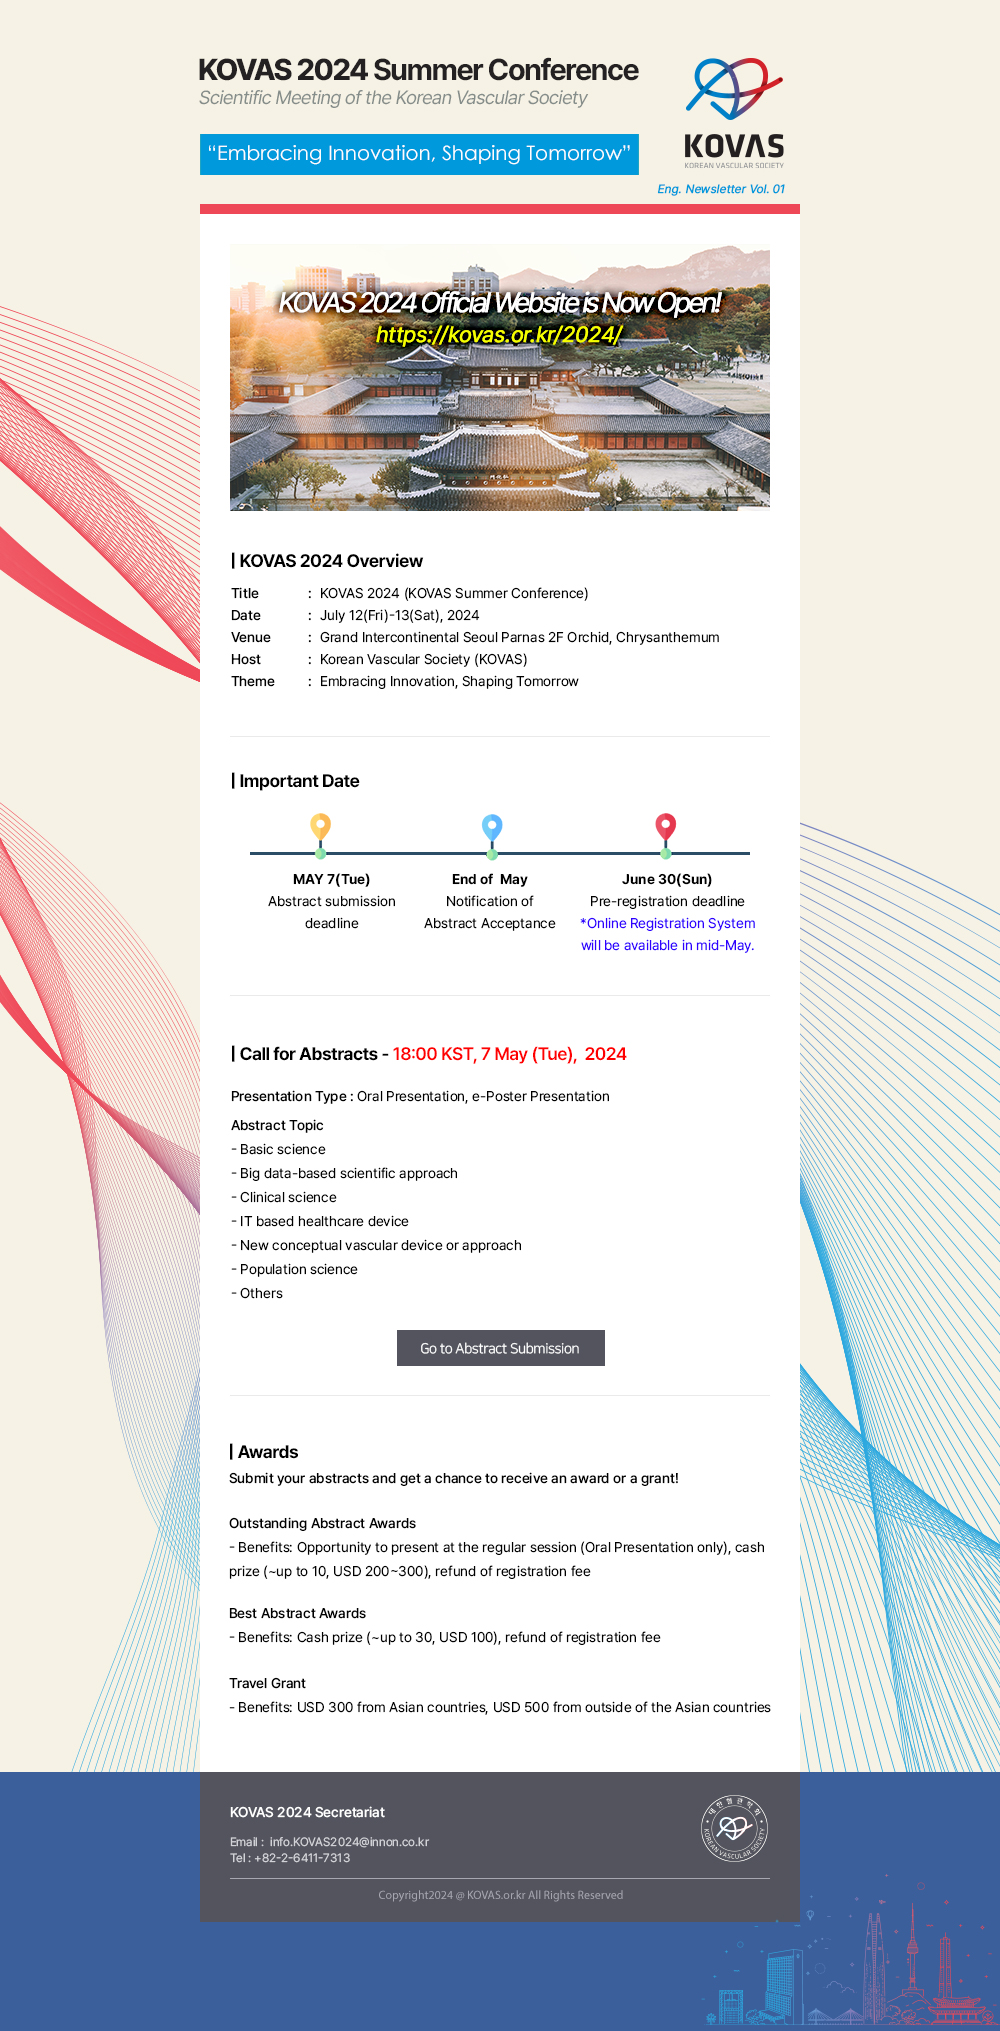 KOVAS 2024 Summer Conference
Scientific Meeting of the Korean Vascular Society
“Embracing Innovation, Shaping Tomorrow”
KOVAS
KOREAN VASCULAR SOCIETY
Eng. Newsletter Vol. 01
KOVAS 2024 Official Website is Now Open!
https://kovas.or.kr/2024/
| KOVAS 2024 Overview
Title : KOVAS 2024 (KOVAS Summer Conference)
Date : July 12(Fri)-13(Sat), 2024
Venue : Grand Intercontinental Seoul Parnas 2F Orchid, Chrysanthemum
Host : Korean Vascular Society (KOVAS)
Theme : Embracing Innovation, Shaping Tomorrow
| Important Date
MAY 7(Tue)
Abstract submission
deadline
End of May
Notification of
Abstract Acceptance
June 30(Sun)
Pre-registration deadline
*Online Registration System
will be available in mid-May.
| Call for Abstracts - 18:00 KST, 7 May (Tue), 2024
Presentation Type : Oral Presentation, e-Poster Presentation
Abstract Topic
- Basic science
- Big data-based scientific approach
- Clinical science
- IT based healthcare device
- New conceptual vascular device or approach
- Population science
- Others
Go to Abstract Submission
| Awards
Submit your abstracts and get a chance to receive an award or a grant!
Outstanding Abstract Awards
- Benefits: Opportunity to present at the regular session (Oral Presentation only), cash
prize (~up to 10, USD 200~300), refund of registration fee
Best Abstract Awards
- Benefits: Cash prize (~up to 30, USD 100), refund of registration fee
Travel Grant
- Benefits: USD 300 from Asian countries, USD 500 from outside of the Asian countries
KOVAS 2024 Secretariat
Email : info.KOVAS2024@innon.co.kr
Tel : +82-2-6411-7313
대한혈관학회
KOREAN VASCULAR SOCIETY
Copyright2024 @ KOVAS.or.kr All Rights Reserved